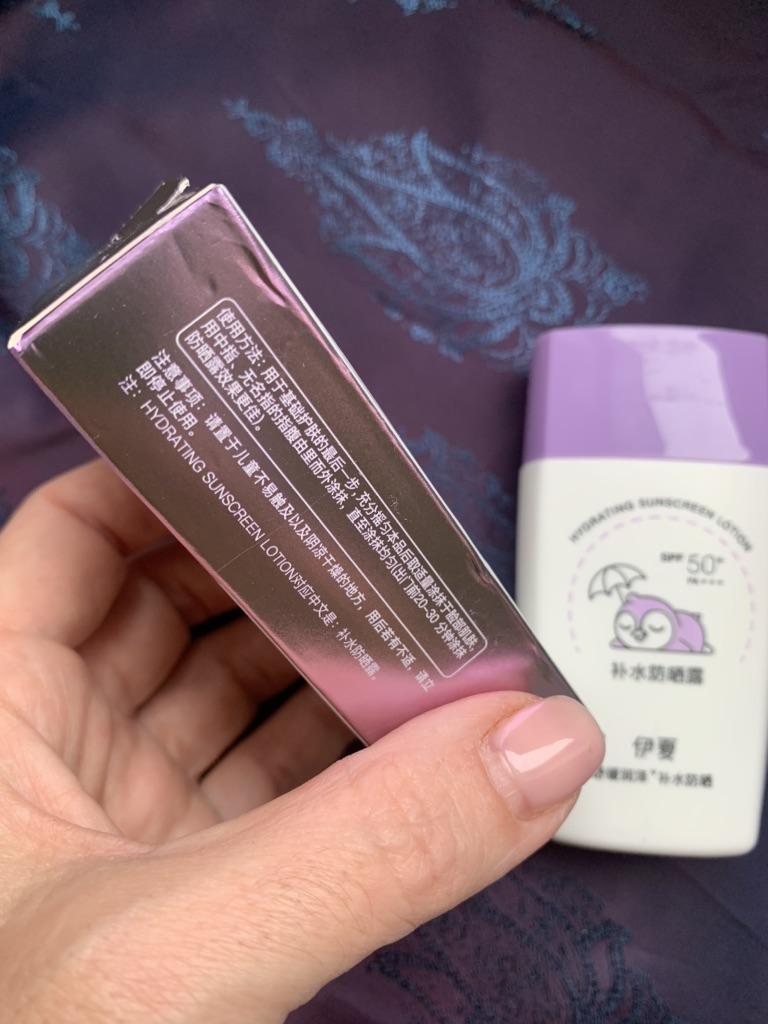 使用方法：用于基础护肤的最后一步，充分摇匀本品后取适量涂抹于脸部肌肤，
用中指、无名指的指腹由里而外涂抹，直至涂抹均匀(出门前20-30分钟涂抹
防晒露效果更佳)。
注意事项：请置于儿童不易触及以及阴凉干燥的地方，用后若有不适，请立
即停止使用。
注：HYDRATING SUNSCREEN LOTION对应中文是：补水防晒露。
HYDRATING SUNSCREEN LOTION
SPF 50+
PA+++
补水防晒露
伊夏
润泽 补水防晒